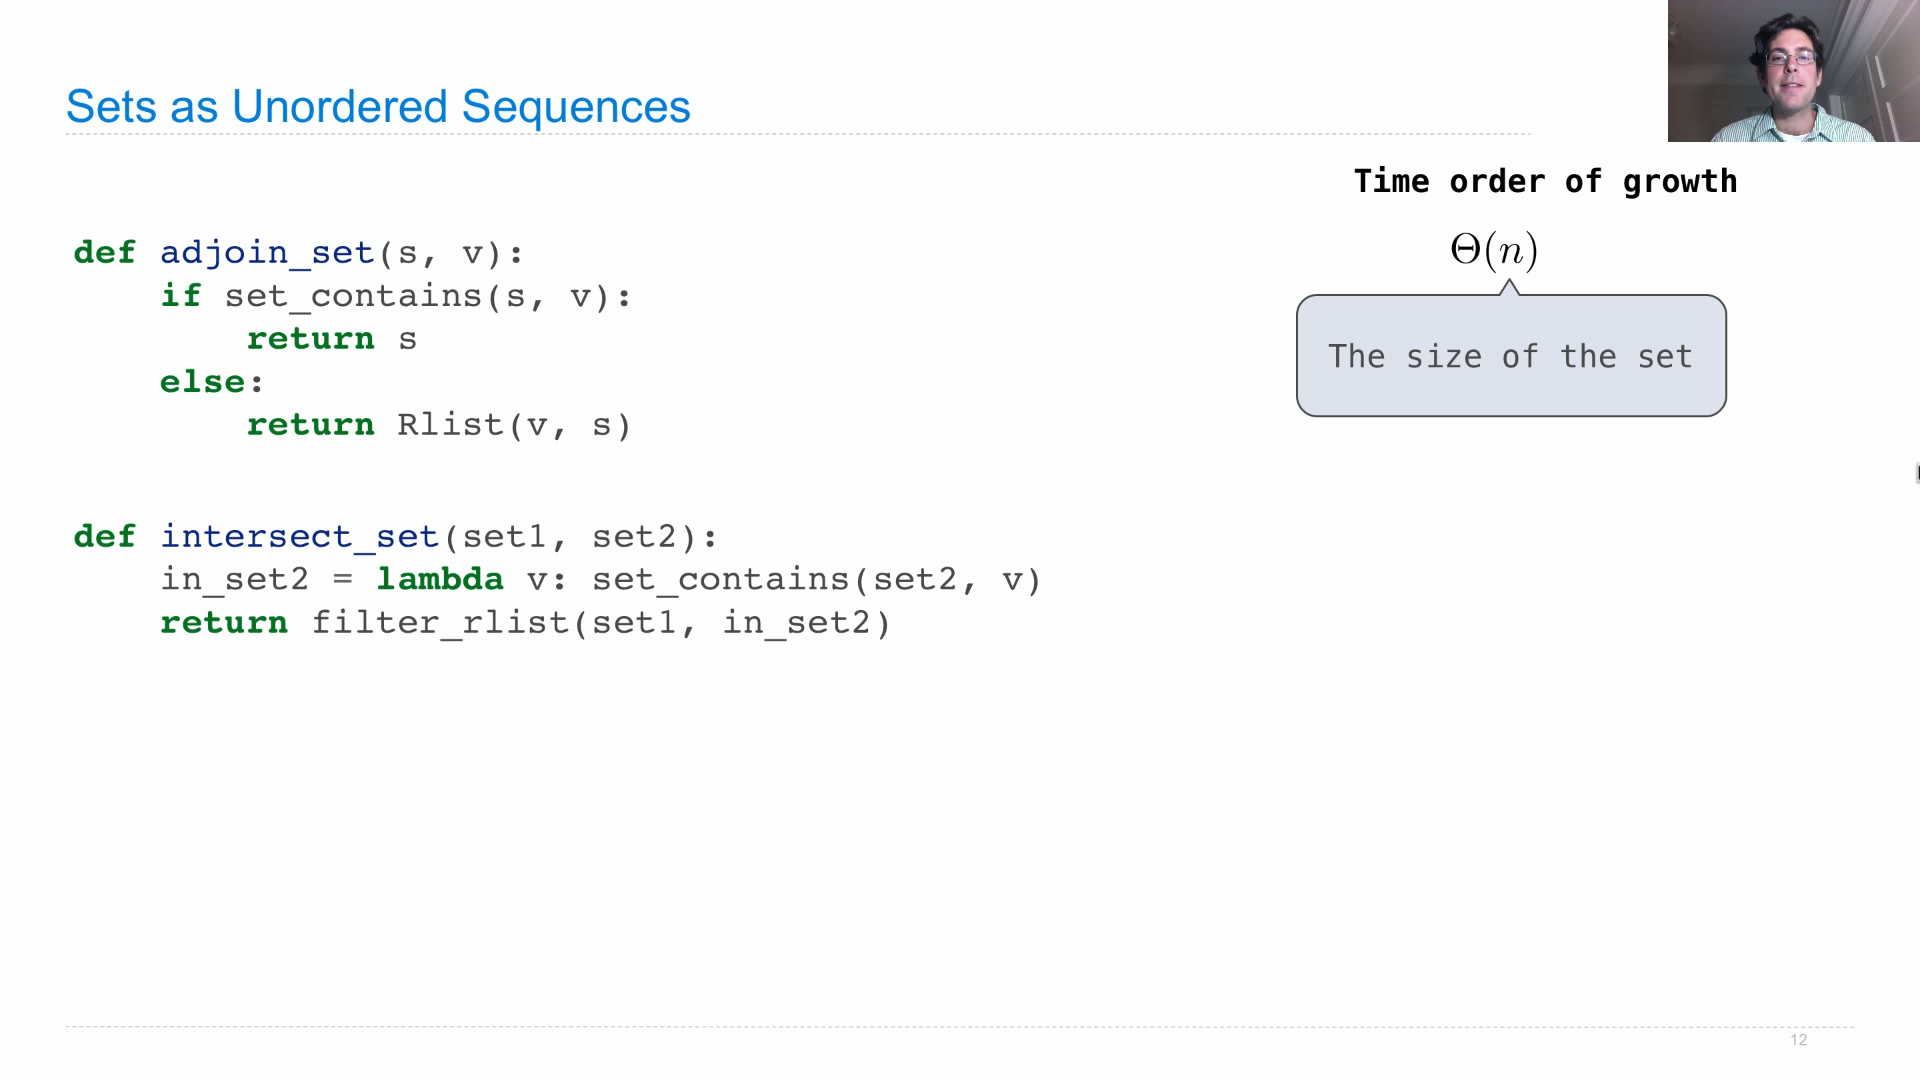 Sets as Unordered Sequences
Time order of growth
def adjoin_set(s, v):
    if set_contains(s, v):
        return s
    else:
        return Rlist(v, s)
Θ(n)
The size of the set
def intersect_set(set1, set2):
    in_set2 = lambda v: set_contains(set2, v)
    return filter_rlist(set1, in_set2)
12